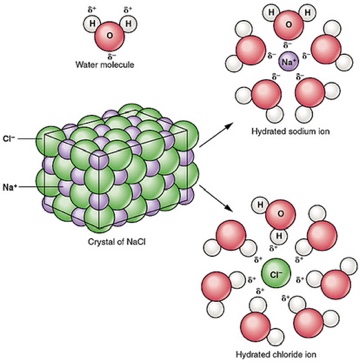 δ⁺ δ⁺
H H
O
δ⁻
Water molecule
Cl⁻
Na⁺
Crystal of NaCl
H H
O
δ⁻
δ⁻ Na⁺ δ⁻
δ⁻ δ⁻
Hydrated sodium ion
H O
H
δ⁺ δ⁺
δ⁺ δ⁺
Cl⁻
δ⁺ δ⁺
δ⁺ δ⁺
Hydrated chloride ion